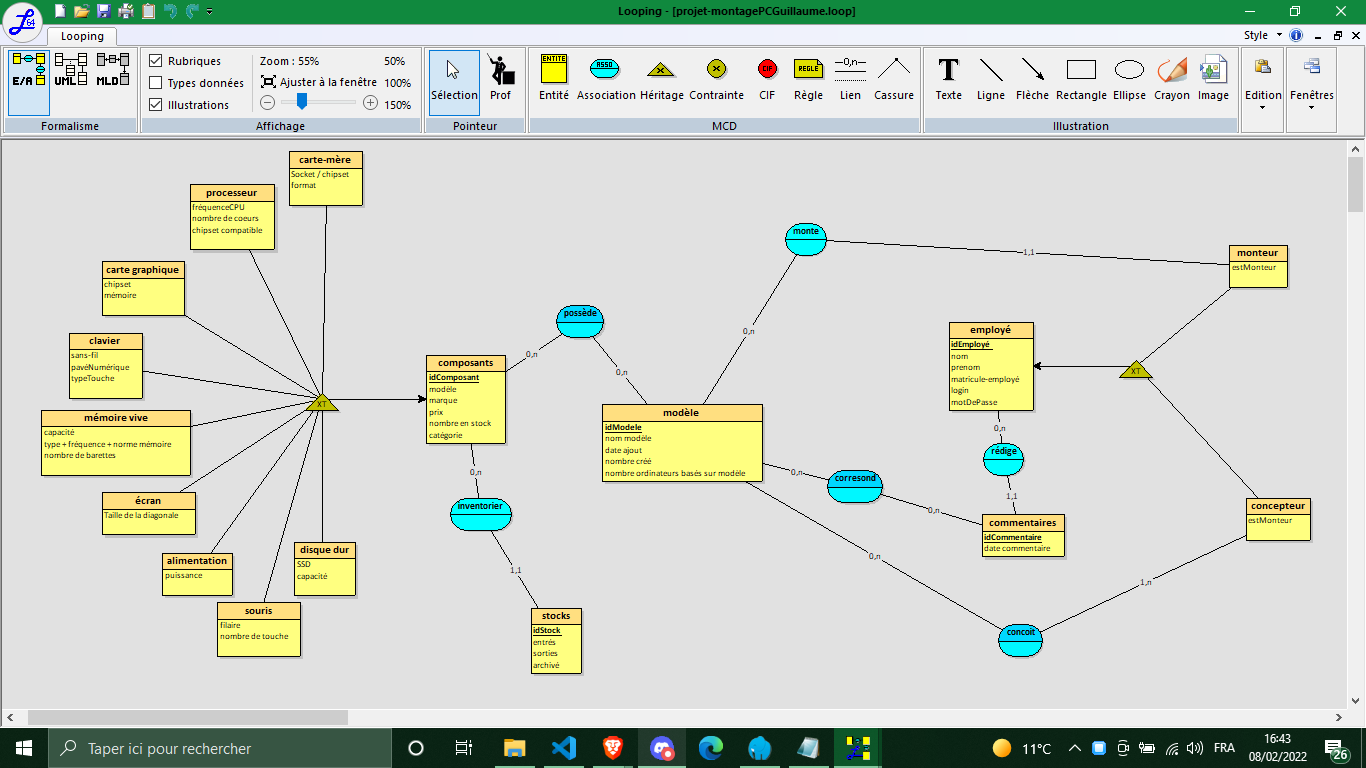 Looping - [projet-montagePCGuillaume.loop]
64
Looping
Style
E/R
UML
MLD
Formalisme
Rubriques
Types données
Illustrations
Zoom : 55%
50%
Ajuster à la fenêtre
100%
150%
Affichage
Sélection
Prof
Pointeur
ENTITÉ
Entité
ASSO
Association
Héritage
Contrainte
CIF
CIF
REGLE
Règle
—0,n—
Lien
Cassure
MCD
T
Texte
Ligne
Flèche
Rectangle
Ellipse
Crayon
Image
Illustration
Edition
Fenêtres
carte-mère
Socket / chipset
format
processeur
fréquenceCPU
nombre de coeurs
chipset compatible
carte graphique
chipset
mémoire
clavier
sans-fil
pavéNumérique
typeTouche
mémoire vive
capacité
type + fréquence + norme mémoire
nombre de barettes
écran
Taille de la diagonale
alimentation
puissance
souris
filaire
nombre de touche
disque dur
SSD
capacité
XT
composants
idComposant
modèle
marque
prix
nombre en stock
catégorie
0,n
possède
0,n
0,n
inventorier
1,1
stocks
idStock
entrés
sorties
archivé
modèle
idModele
nom modèle
date ajout
nombre créé
nombre ordinateurs basés sur modèle
0,n
monte
1,1
monteur
estMonteur
employé
idEmployé
nom
prenom
matricule-employé
login
motDePasse
XT
0,n
rédige
1,1
commentaires
idCommentaire
date commentaire
0,n
corresond
0,n
0,n
concoit
1,n
concepteur
estMonteur
Taper ici pour rechercher
11°C
FRA
16:43
08/02/2022
26